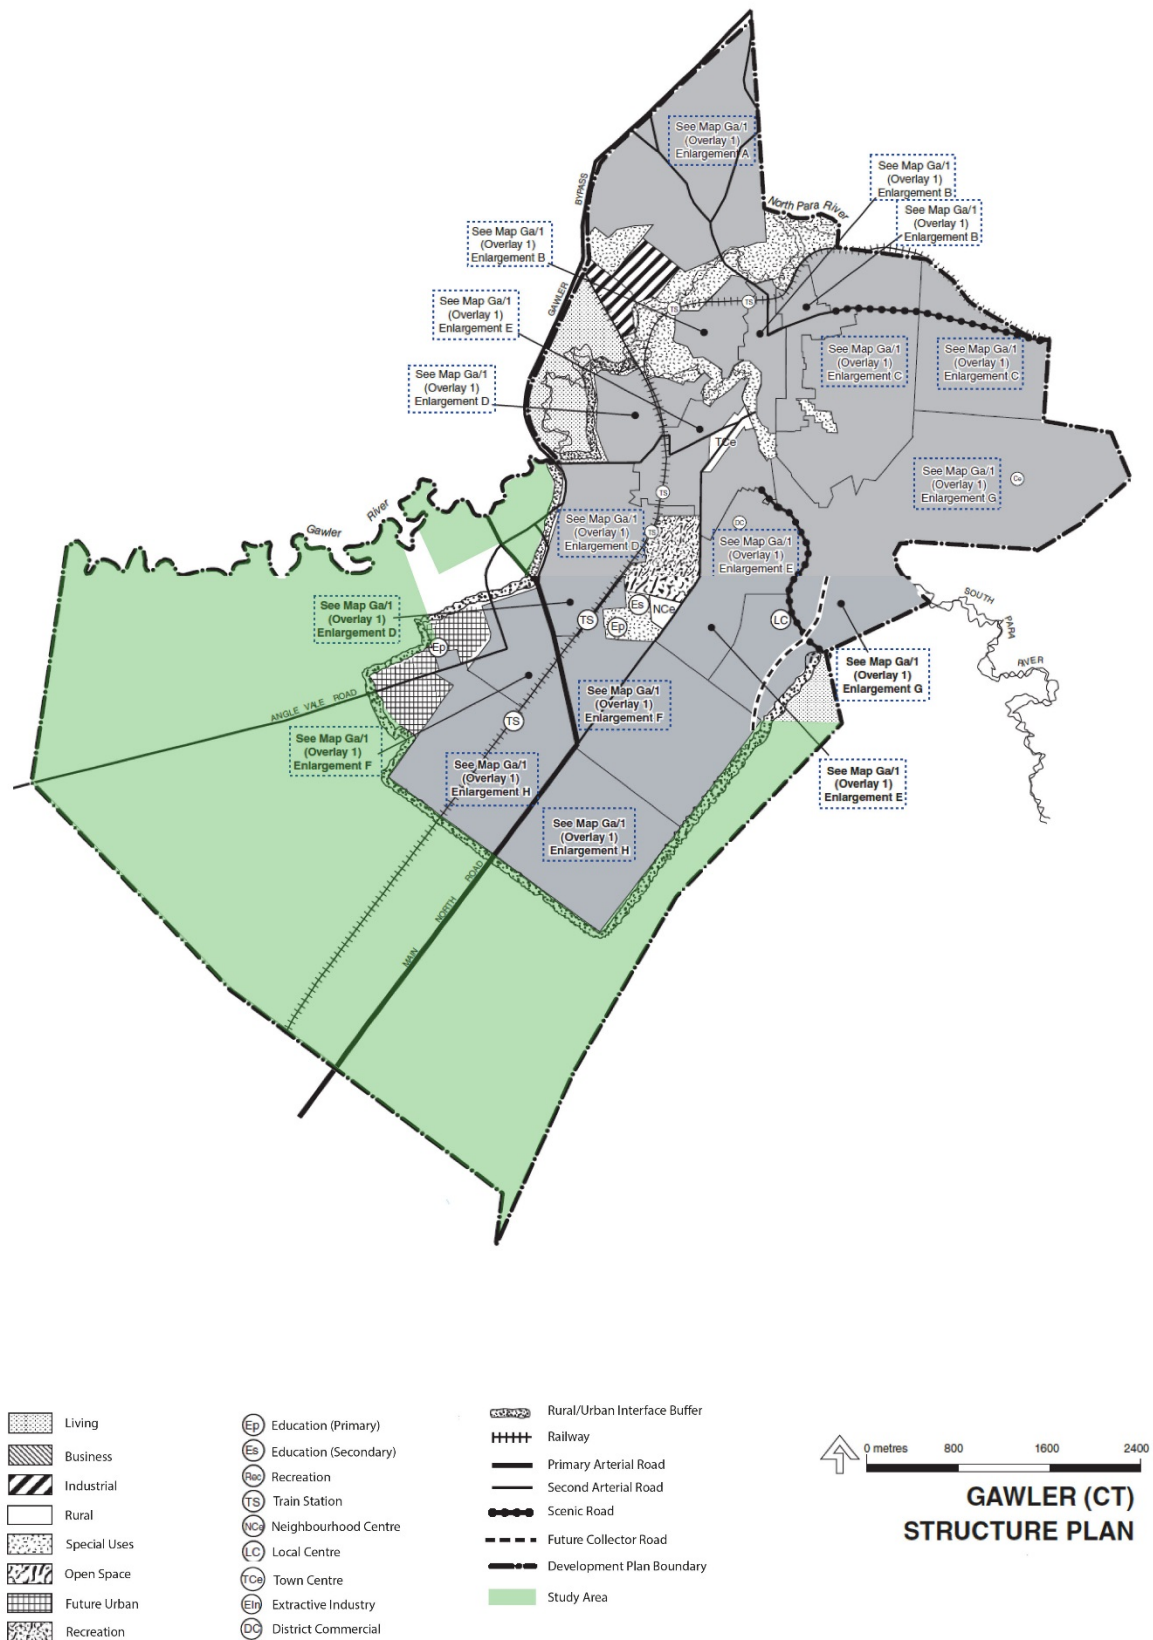 See Map Ga/1
(Overlay 1)
Enlargement A
BYPASS
See Map Ga/1
(Overlay 1)
Enlargement B
North Para River
See Map Ga/1
(Overlay 1)
Enlargement B
See Map Ga/1
(Overlay 1)
Enlargement B
GAWLER
See Map Ga/1
(Overlay 1)
Enlargement E
TS
TS
See Map Ga/1
(Overlay 1)
Enlargement C
See Map Ga/1
(Overlay 1)
Enlargement C
See Map Ga/1
(Overlay 1)
Enlargement D
TCe
See Map Ga/1
(Overlay 1)
Enlargement G
Ce
TS
Gawler River
See Map Ga/1
(Overlay 1)
Enlargement D
TS
DC
See Map Ga/1
(Overlay 1)
Enlargement E
SOUTH PARA RIVER
See Map Ga/1
(Overlay 1)
Enlargement D
Es
NCe
TS
Ep
LC
Ep
See Map Ga/1
(Overlay 1)
Enlargement G
ANGLE VALE ROAD
See Map Ga/1
(Overlay 1)
Enlargement F
TS
See Map Ga/1
(Overlay 1)
Enlargement F
See Map Ga/1
(Overlay 1)
Enlargement H
See Map Ga/1
(Overlay 1)
Enlargement E
See Map Ga/1
(Overlay 1)
Enlargement H
MAIN NORTH ROAD
Living
Business
Industrial
Rural
Special Uses
Open Space
Future Urban
Recreation
Ep Education (Primary)
Es Education (Secondary)
Rec Recreation
TS Train Station
NCe Neighbourhood Centre
LC Local Centre
TCe Town Centre
EIn Extractive Industry
DC District Commercial
Rural/Urban Interface Buffer
Railway
Primary Arterial Road
Second Arterial Road
Scenic Road
Future Collector Road
Development Plan Boundary
Study Area
0 metres 800 1600 2400
GAWLER (CT)
STRUCTURE PLAN